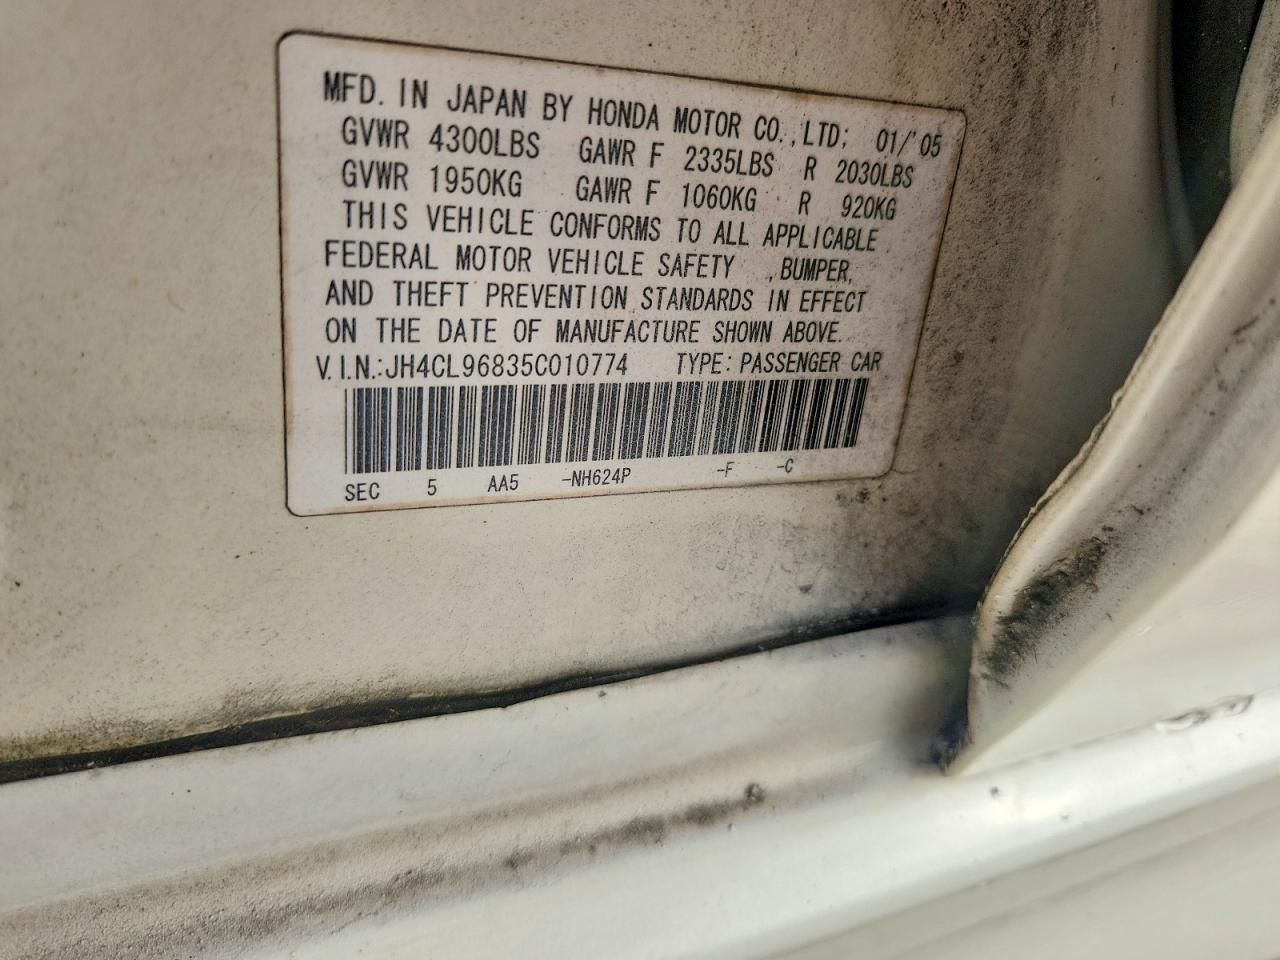 MFD. IN JAPAN BY HONDA MOTOR CO.,LTD; 01/'05
GVWR 4300LBS GAWR F 2335LBS R 2030LBS
GVWR 1950KG GAWR F 1060KG R 920KG
THIS VEHICLE CONFORMS TO ALL APPLICABLE
FEDERAL MOTOR VEHICLE SAFETY ,BUMPER,
AND THEFT PREVENTION STANDARDS IN EFFECT
ON THE DATE OF MANUFACTURE SHOWN ABOVE.
V.I.N.:JH4CL96835C010774 TYPE: PASSENGER CAR
SEC 5 AA5 -NH624P -F -C